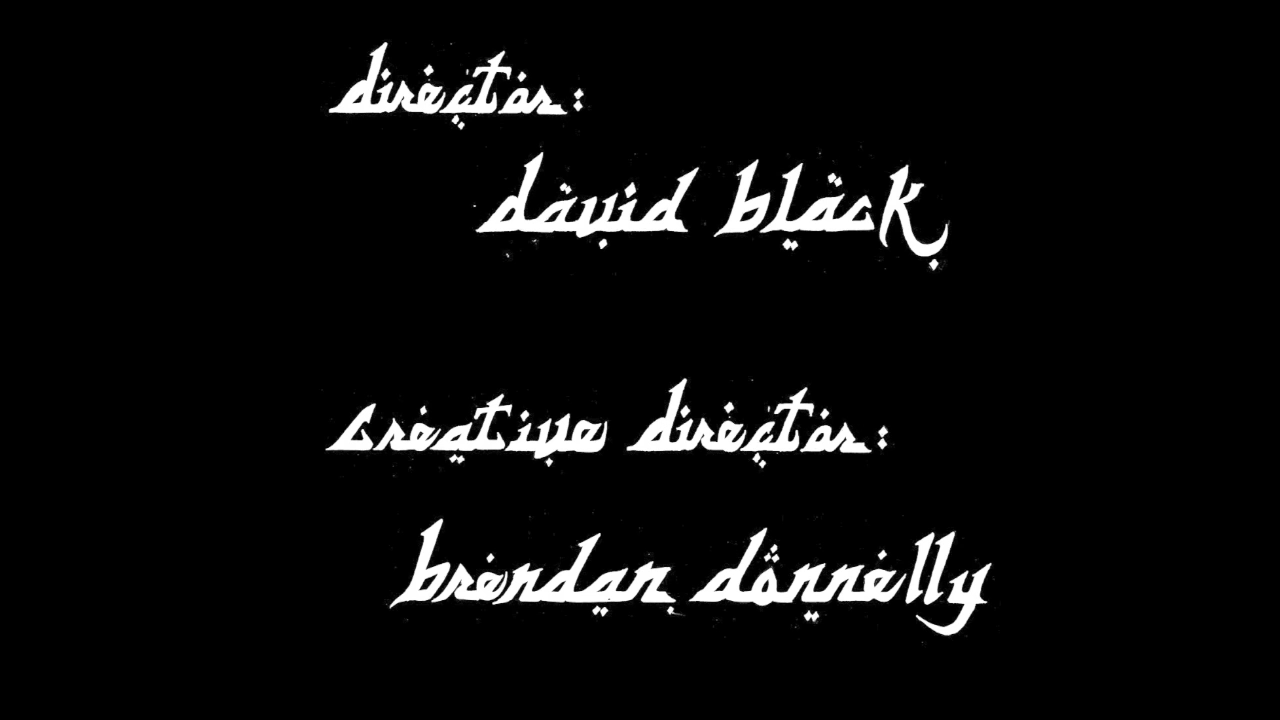 director:
david black
creative director:
brendan donnelly